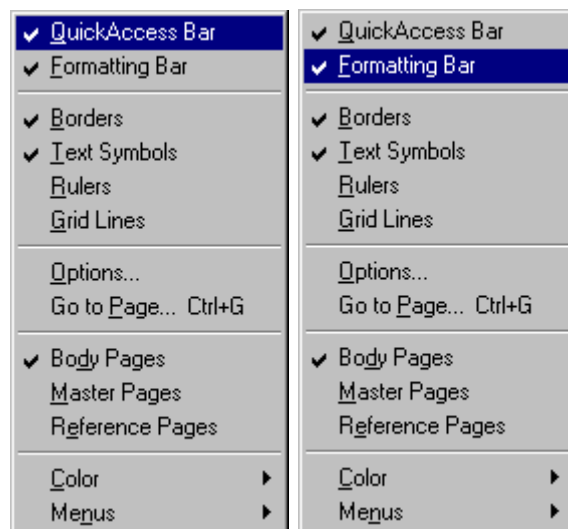 QuickAccess Bar
Formatting Bar
Borders
Text Symbols
Rulers
Grid Lines
Options...
Go to Page... Ctrl+G
Body Pages
Master Pages
Reference Pages
Color
Menus
QuickAccess Bar
Formatting Bar
Borders
Text Symbols
Rulers
Grid Lines
Options...
Go to Page... Ctrl+G
Body Pages
Master Pages
Reference Pages
Color
Menus